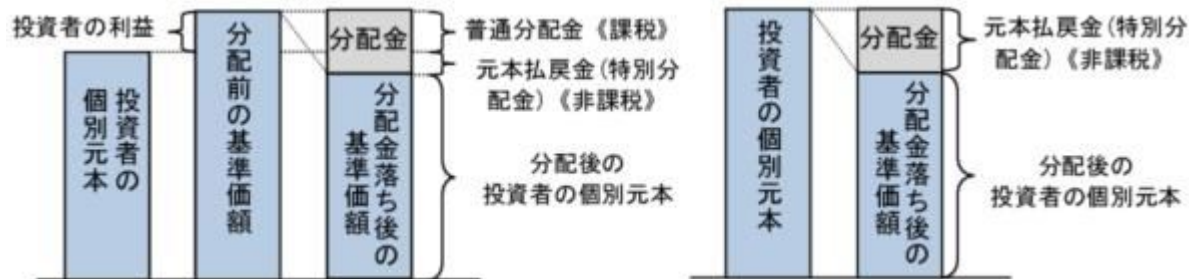 投資者の利益
投資者の
個別元本
分配前の基準価額
分配金
分配金落ち後の
基準価額
普通分配金《課税》
元本払戻金(特別分
配金)《非課税》
分配後の
投資者の個別元本
投資者の個別元本
分配金
分配金落ち後の
基準価額
元本払戻金(特別分
配金)《非課税》
分配後の
投資者の個別元本